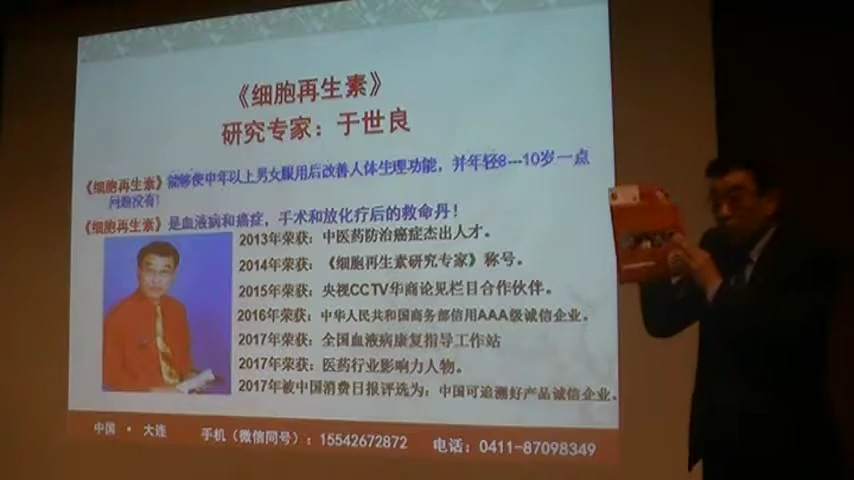 《细胞再生素》
研究专家：于世良
《细胞再生素》能够使中年以上男女服用后改善人体生理功能，并年轻8---10岁一点
问题没有！
《细胞再生素》是血液病和癌症，手术和放化疗后的救命丹！
2013年荣获：中医药防治癌症杰出人才。
2014年荣获：《细胞再生素研究专家》称号。
2015年荣获：央视CCTV华商论见栏目合作伙伴。
2016年荣获：中华人民共和国商务部信用AAA级诚信企业。
2017年荣获：全国血液病康复指导工作站
2017年荣获：医药行业影响力人物。
2017年被中国消费日报评选为：中国可追溯好产品诚信企业。
中国 · 大连 手机（微信同号）：15542672872 电话：0411-87098349